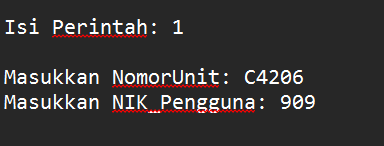 Isi Perintah: 1
Masukkan NomorUnit: C4206
Masukkan NIK_Pengguna: 909